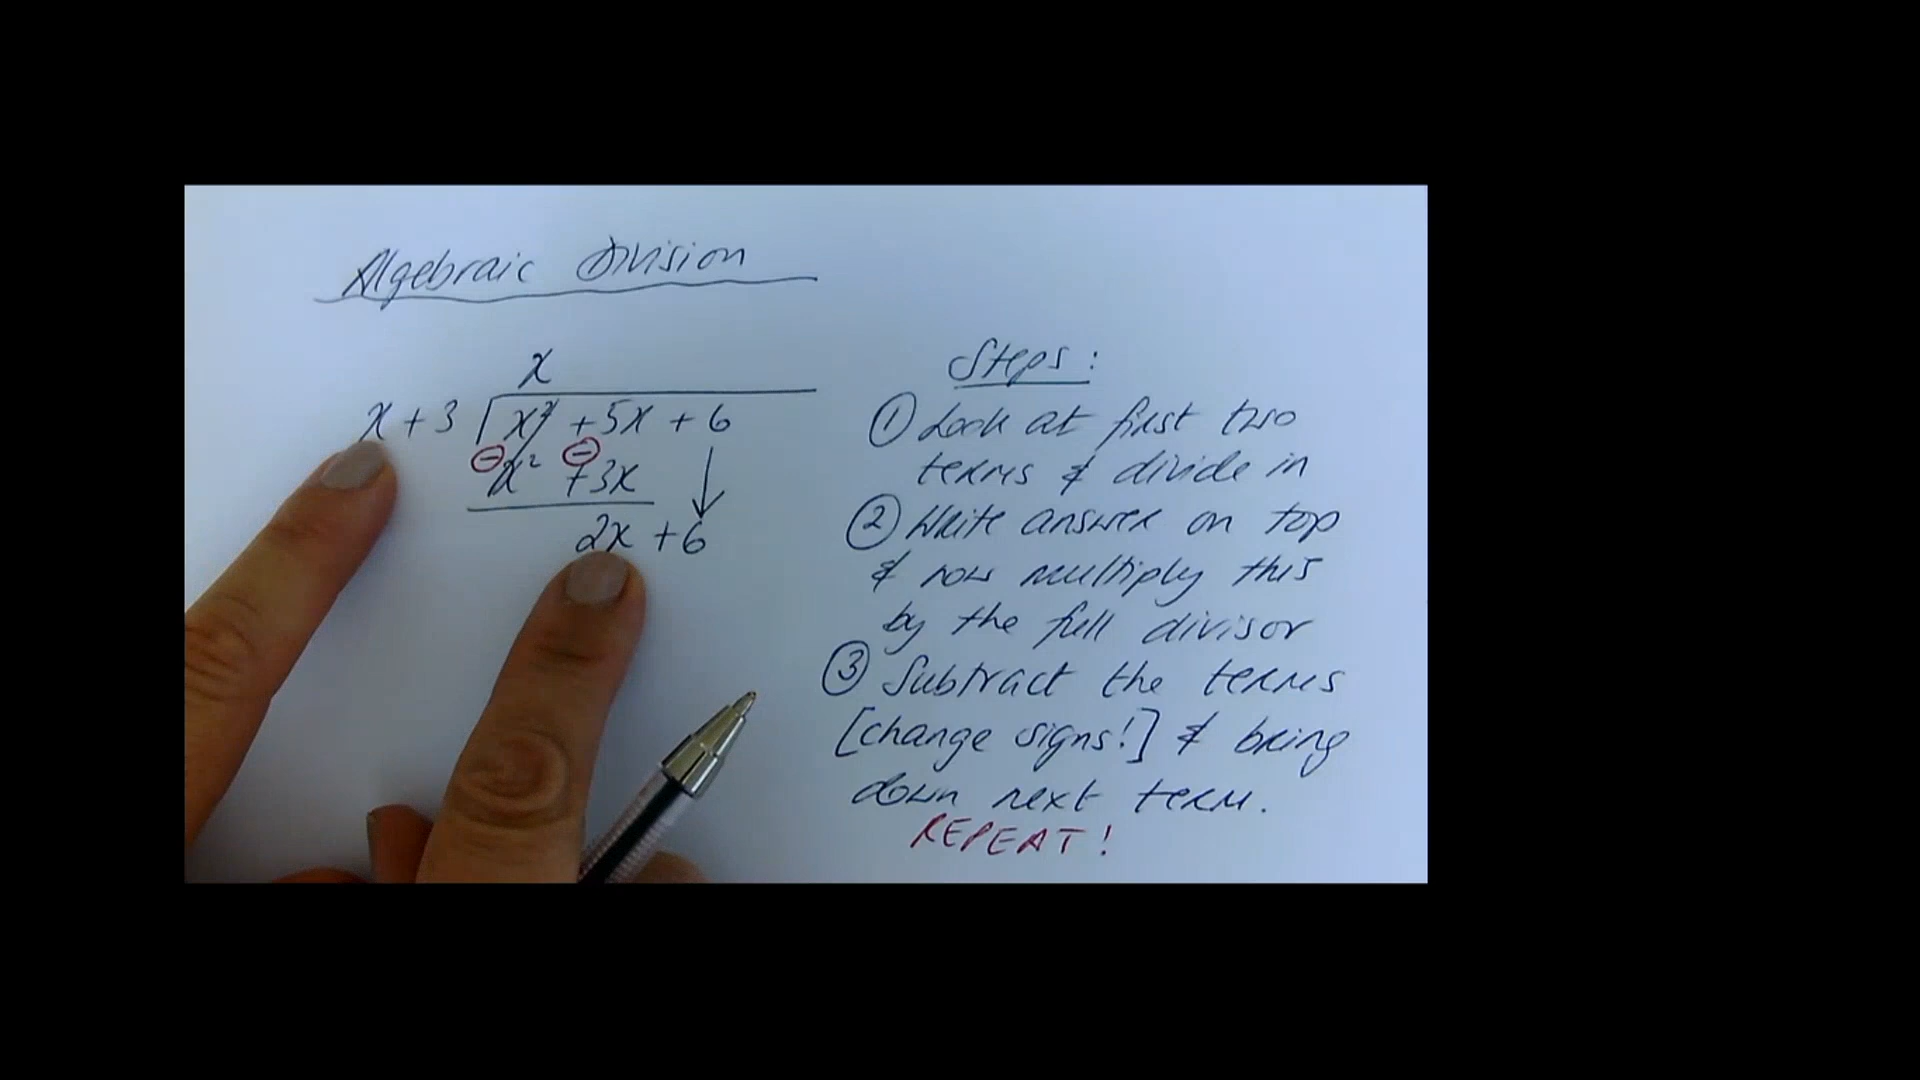 Algebraic Division
x
x + 3 x² + 5x + 6
⊖ ⊖
x² + 3x
2x + 6
Steps:
① Look at first two
terms & divide in
② Write answer on top
& now multiply this
by the full divisor
③ Subtract the terms
[change signs!] & bring
down next term.
REPEAT!